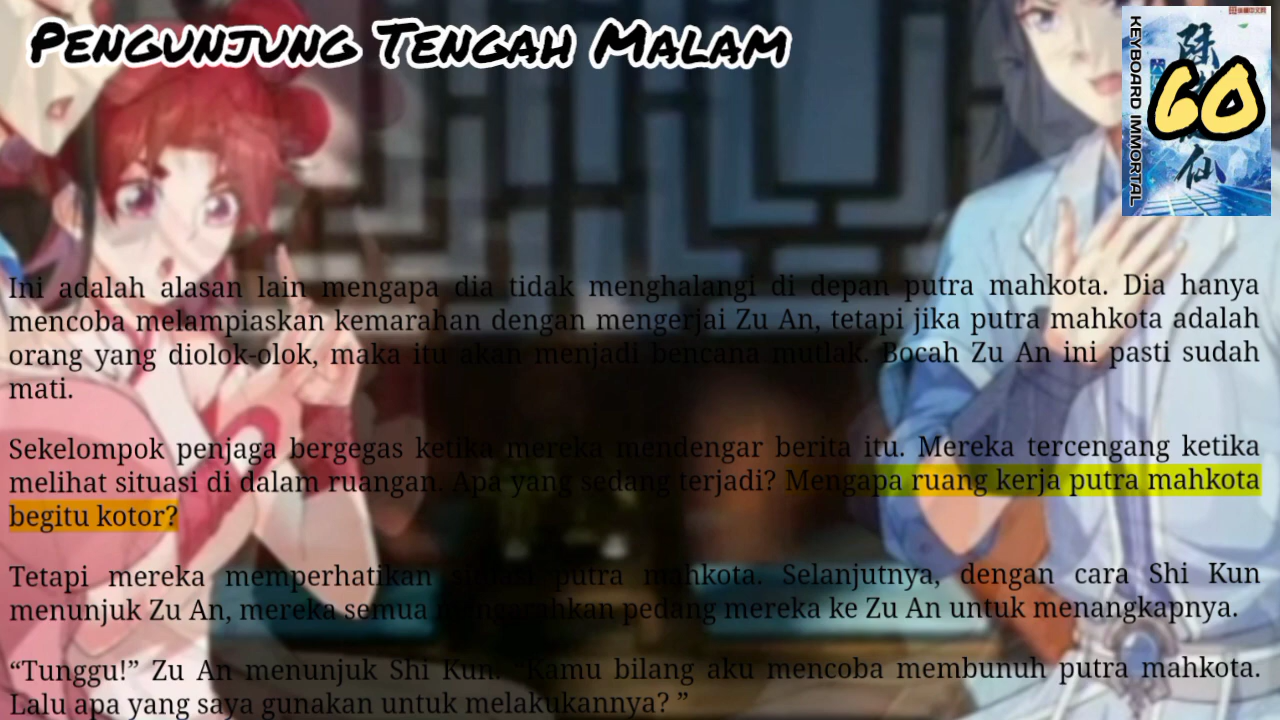 Pengunjung Tengah Malam
KEYBOARD IMMORTAL
60
Ini adalah alasan lain mengapa dia tidak menghalangi di depan putra mahkota. Dia hanya
mencoba melampiaskan kemarahan dengan mengerjai Zu An, tetapi jika putra mahkota adalah
orang yang diolok-olok, maka itu akan menjadi bencana mutlak. Bocah Zu An ini pasti sudah
mati.
Sekelompok penjaga bergegas ketika mereka mendengar berita itu. Mereka tercengang ketika
melihat situasi di dalam ruangan. Apa yang sedang terjadi? Mengapa ruang kerja putra mahkota
begitu kotor?
Tetapi mereka memperhatikan situasi putra mahkota. Selanjutnya, dengan cara Shi Kun
menunjuk Zu An, mereka semua mengarahkan pedang mereka ke Zu An untuk menangkapnya.
“Tunggu!” Zu An menunjuk Shi Kun. “Kamu bilang aku mencoba membunuh putra mahkota.
Lalu apa yang saya gunakan untuk melakukannya? ”